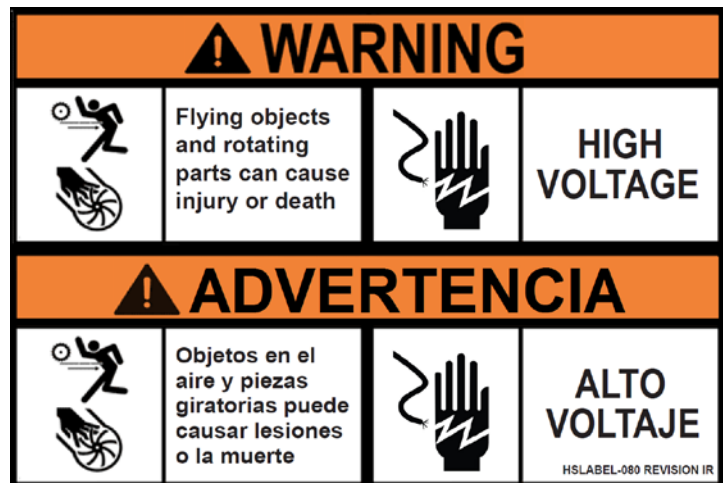 WARNING
Flying objects
and rotating
parts can cause
injury or death
HIGH
VOLTAGE
ADVERTENCIA
Objetos en el
aire y piezas
giratorias puede
causar lesiones
o la muerte
ALTO
VOLTAJE
HSLABEL-080 REVISION IR